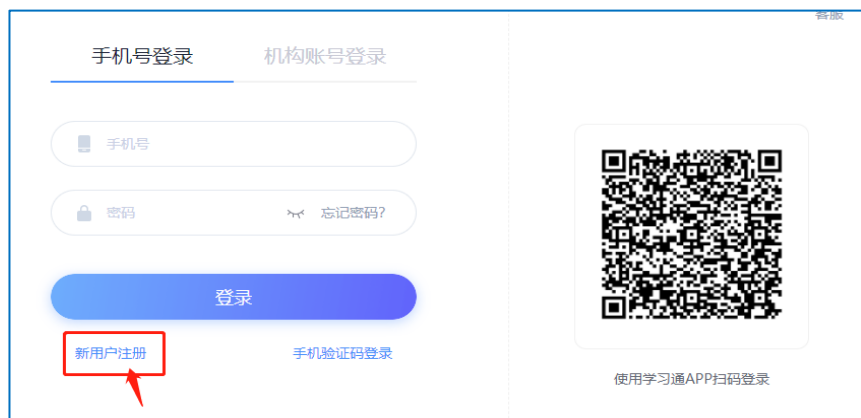 客服
手机号登录
机构账号登录
手机号
密码
忘记密码?
登录
新用户注册
手机验证码登录
使用学习通APP扫码登录